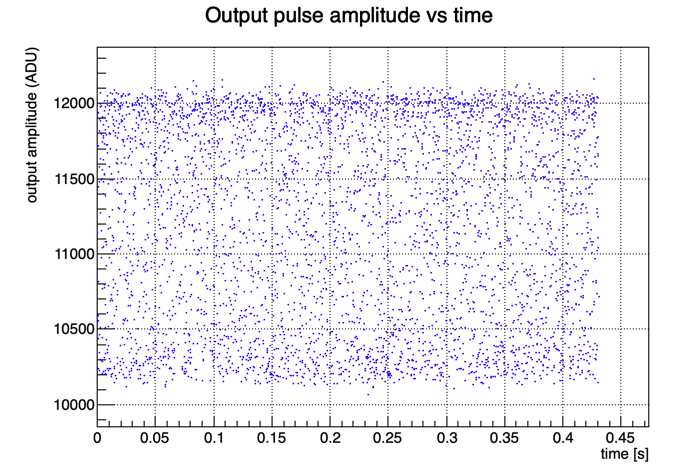 Output pulse amplitude vs time
output amplitude (ADU)
12000
11500
11000
10500
10000
0 0.05 0.1 0.15 0.2 0.25 0.3 0.35 0.4 0.45
time [s]